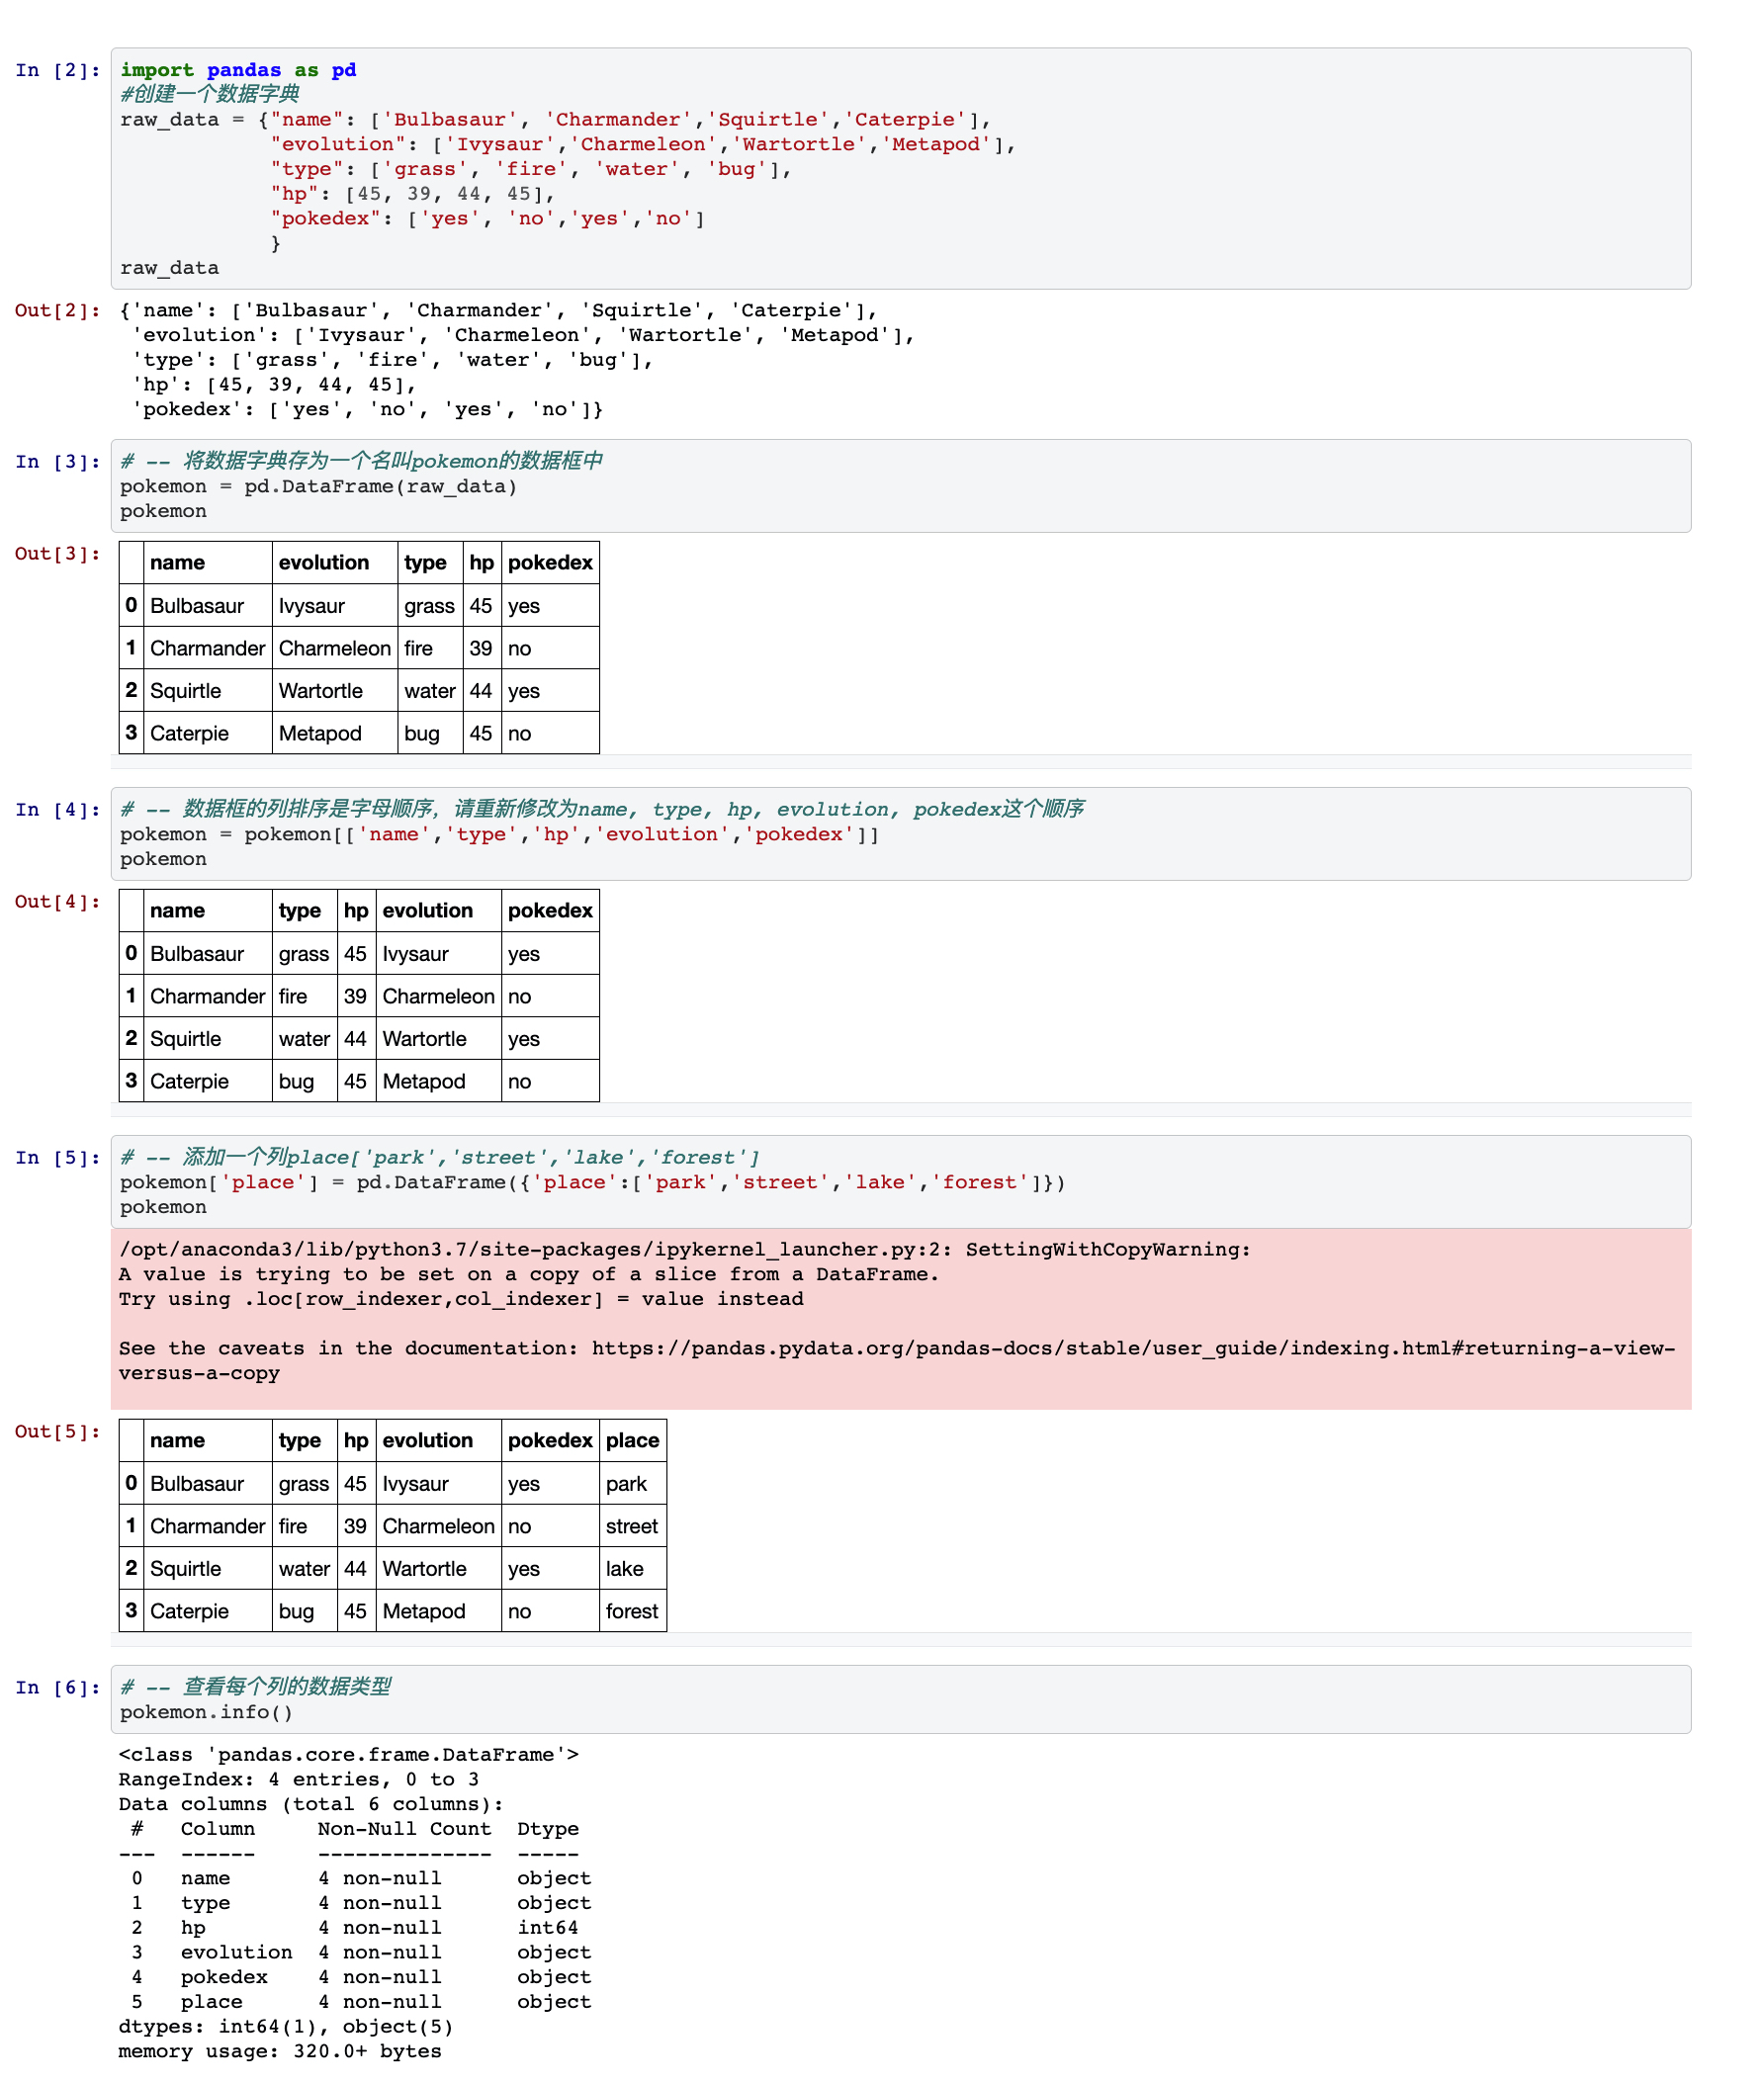 In [2]: import pandas as pd
#创建一个数据字典
raw_data = {"name": ['Bulbasaur', 'Charmander','Squirtle','Caterpie'],
"evolution": ['Ivysaur','Charmeleon','Wartortle','Metapod'],
"type": ['grass', 'fire', 'water', 'bug'],
"hp": [45, 39, 44, 45],
"pokedex": ['yes', 'no','yes','no']
}
raw_data
Out[2]: {'name': ['Bulbasaur', 'Charmander', 'Squirtle', 'Caterpie'],
'evolution': ['Ivysaur', 'Charmeleon', 'Wartortle', 'Metapod'],
'type': ['grass', 'fire', 'water', 'bug'],
'hp': [45, 39, 44, 45],
'pokedex': ['yes', 'no', 'yes', 'no']}
In [3]: # -- 将数据字典存为一个名叫pokemon的数据框中
pokemon = pd.DataFrame(raw_data)
pokemon
Out[3]: name evolution type hp pokedex
0 Bulbasaur Ivysaur grass 45 yes
1 Charmander Charmeleon fire 39 no
2 Squirtle Wartortle water 44 yes
3 Caterpie Metapod bug 45 no
In [4]: # -- 数据框的列排序是字母顺序，请重新修改为name, type, hp, evolution, pokedex这个顺序
pokemon = pokemon[['name','type','hp','evolution','pokedex']]
pokemon
Out[4]: name type hp evolution pokedex
0 Bulbasaur grass 45 Ivysaur yes
1 Charmander fire 39 Charmeleon no
2 Squirtle water 44 Wartortle yes
3 Caterpie bug 45 Metapod no
In [5]: # -- 添加一个列place['park','street','lake','forest']
pokemon['place'] = pd.DataFrame({'place':['park','street','lake','forest']})
pokemon
/opt/anaconda3/lib/python3.7/site-packages/ipykernel_launcher.py:2: SettingWithCopyWarning:
A value is trying to be set on a copy of a slice from a DataFrame.
Try using .loc[row_indexer,col_indexer] = value instead
See the caveats in the documentation: https://pandas.pydata.org/pandas-docs/stable/user_guide/indexing.html#returning-a-view-
versus-a-copy
Out[5]: name type hp evolution pokedex place
0 Bulbasaur grass 45 Ivysaur yes park
1 Charmander fire 39 Charmeleon no street
2 Squirtle water 44 Wartortle yes lake
3 Caterpie bug 45 Metapod no forest
In [6]: # -- 查看每个列的数据类型
pokemon.info()
<class 'pandas.core.frame.DataFrame'>
RangeIndex: 4 entries, 0 to 3
Data columns (total 6 columns):
# Column Non-Null Count Dtype
--- ------ -------------- -----
0 name 4 non-null object
1 type 4 non-null object
2 hp 4 non-null int64
3 evolution 4 non-null object
4 pokedex 4 non-null object
5 place 4 non-null object
dtypes: int64(1), object(5)
memory usage: 320.0+ bytes